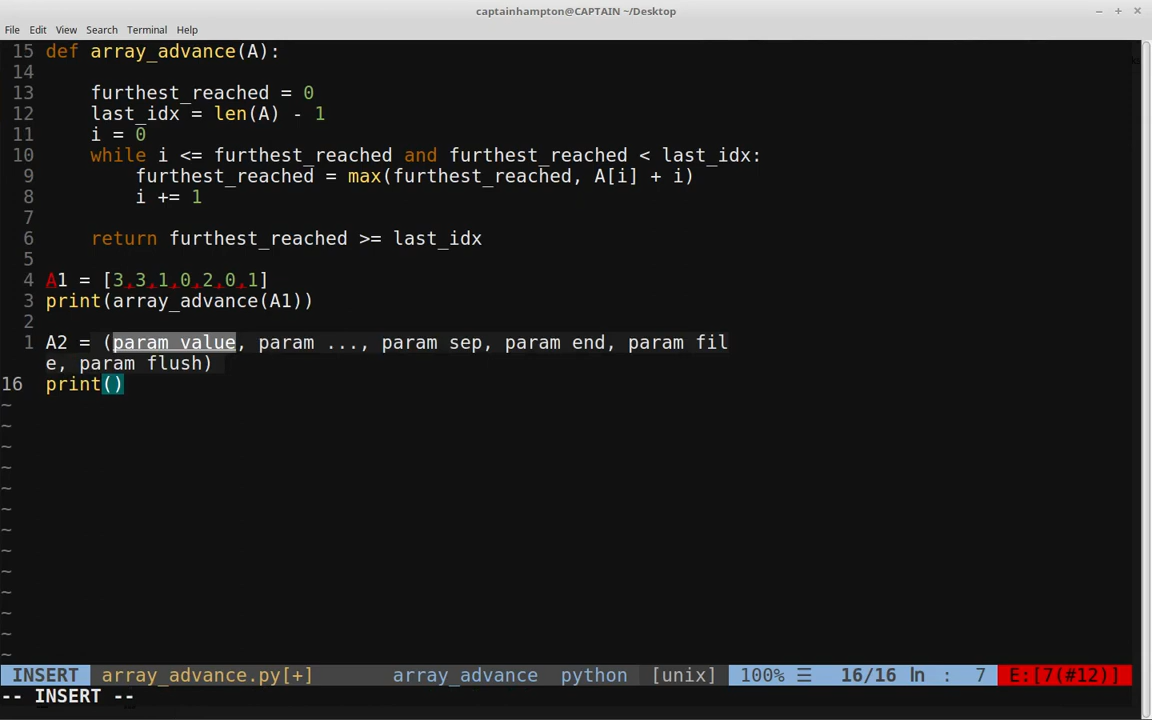 captainhampton@CAPTAIN ~/Desktop
File Edit View Search Terminal Help
15 def array_advance(A):
14
13     furthest_reached = 0
12     last_idx = len(A) - 1
11     i = 0
10     while i <= furthest_reached and furthest_reached < last_idx:
9         furthest_reached = max(furthest_reached, A[i] + i)
8         i += 1
7
6     return furthest_reached >= last_idx
5
4 A1 = [3,3,1,0,2,0,1]
3 print(array_advance(A1))
2
1 A2 = (param value, param ..., param sep, param end, param fil
e, param flush)
16 print()
~
~
~
~
~
~
~
~
~
~
~
~
~
INSERT array_advance.py[+] array_advance python [unix] 100% ☰ 16/16 ln : 7 E:[7(#12)]
-- INSERT --